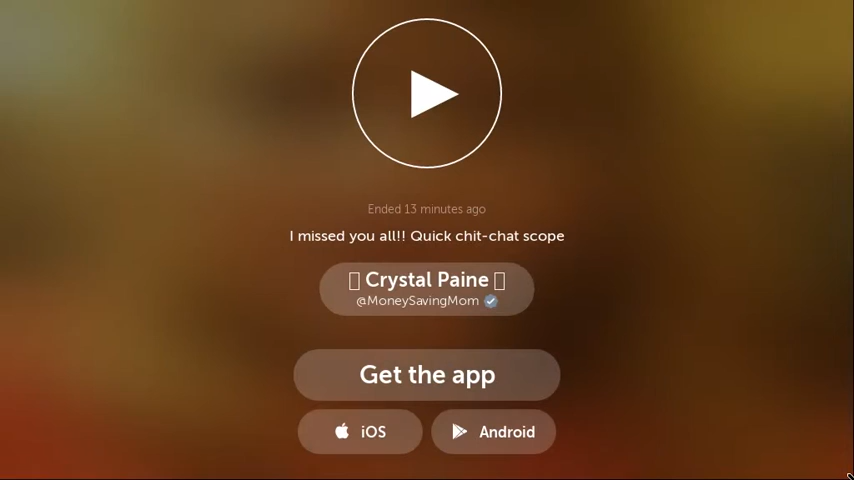 Ended 13 minutes ago
I missed you all!! Quick chit-chat scope
Crystal Paine
@MoneySavingMom
Get the app
iOS
Android